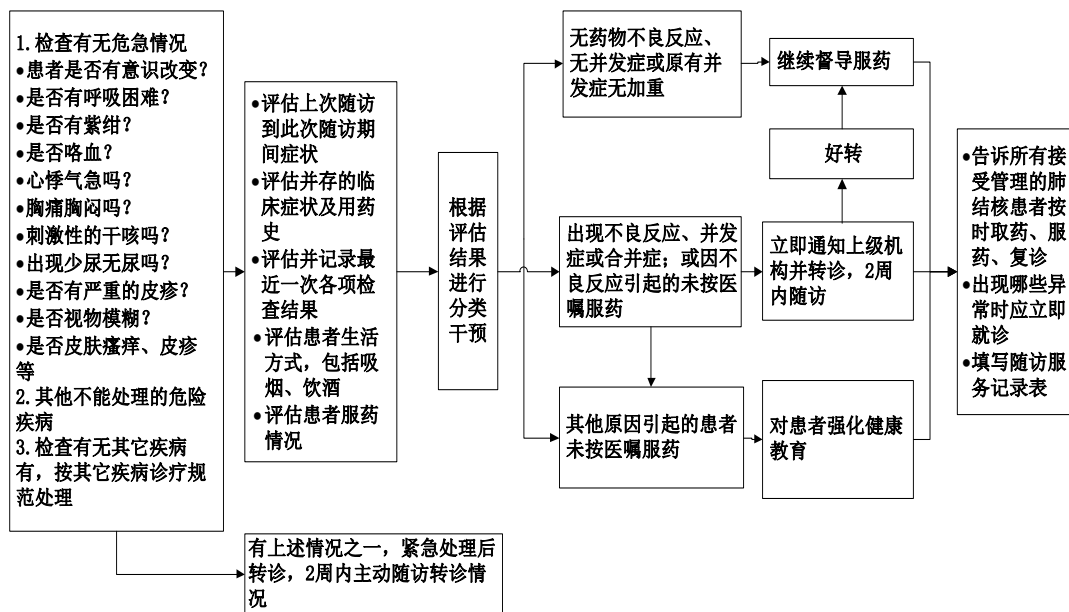 1.检查有无危急情况
•患者是否有意识改变？
•是否有呼吸困难？
•是否有紫绀？
•是否咯血？
•心悸气急吗？
•胸痛胸闷吗？
•刺激性的干咳吗？
•出现少尿无尿吗？
•是否有严重的皮疹？
•是否视物模糊？
•是否皮肤瘙痒、皮疹
等
2.其他不能处理的危险
疾病
3.检查有无其它疾病
有，按其它疾病诊疗规
范处理
•评估上次随访
到此次随访期
间症状
•评估并存的临
床症状及用药
史
•评估并记录最
近一次各项检
查结果
•评估患者生活
方式，包括吸
烟、饮酒
•评估患者服药
情况
根据
评估
结果
进行
分类
干预
无药物不良反应、
无并发症或原有并
发症无加重
继续督导服药
好转
出现不良反应、并发
症或合并症；或因不
良反应引起的未按医
嘱服药
立即通知上级机
构并转诊，2周
内随访
其他原因引起的患者
未按医嘱服药
对患者强化健康
教育
•告诉所有接
受管理的肺
结核患者按
时取药、服
药、复诊
•出现哪些异
常时应立即
就诊
•填写随访服
务记录表
有上述情况之一，紧急处理后
转诊，2周内主动随访转诊情
况